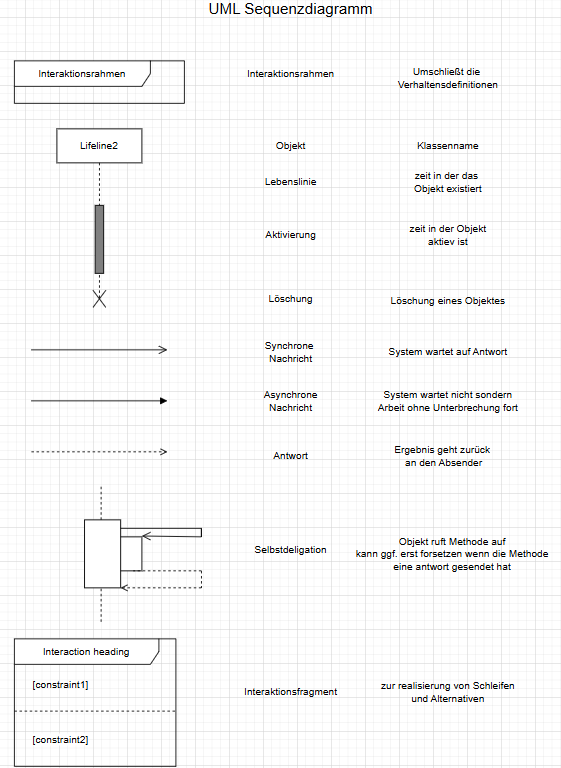 UML Sequenzdiagramm
Interaktionsrahmen
Interaktionsrahmen
Umschließt die
Verhaltensdefinitionen
Lifeline2
Objekt
Klassenname
Lebenslinie
zeit in der das
Objekt existiert
Aktivierung
zeit in der Objekt
aktiev ist
Löschung
Löschung eines Objektes
Synchrone
Nachricht
System wartet auf Antwort
Asynchrone
Nachricht
System wartet nicht sondern
Arbeit ohne Unterbrechung fort
Antwort
Ergebnis geht zurück
an den Absender
Selbstdeligation
Objekt ruft Methode auf
kann ggf. erst forsetzen wenn die Methode
eine antwort gesendet hat
Interaction heading
[constraint1]
[constraint2]
Interaktionsfragment
zur realisierung von Schleifen
und Alternativen